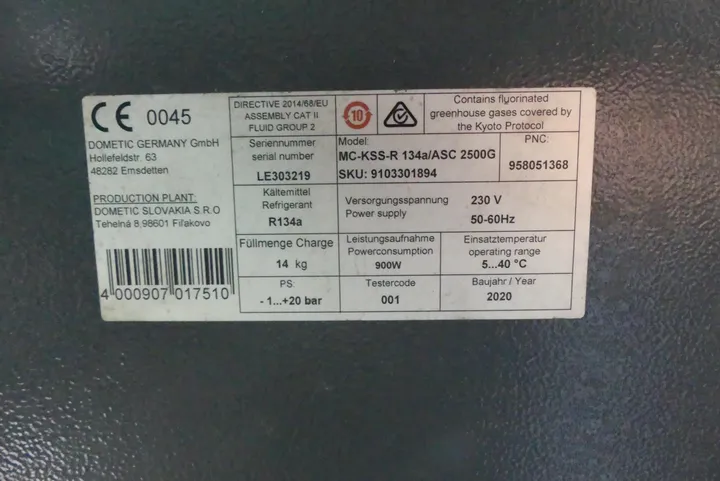 CE 0045
DOMETIC GERMANY GmbH
Hollefeldstr. 63
48282 Emsdetten
PRODUCTION PLANT:
DOMETIC SLOVAKIA S.R.O
Tehelná 8,98601 Fiľakovo
4 000907 017510
DIRECTIVE 2014/68/EU
ASSEMBLY CAT II
FLUID GROUP 2
10
Contains fluorinated
greenhouse gases covered by
the Kyoto Protocol
Seriennummer
serial number
LE303219
Model:
MC-KSS-R 134a/ASC 2500G
SKU: 9103301894
PNC:
958051368
Kältemittel
Refrigerant
R134a
Versorgungsspannung
Power supply
230 V
50-60Hz
Füllmenge Charge
14 kg
Leistungsaufnahme
Powerconsumption
900W
Einsatztemperatur
operating range
5...40 °C
PS:
- 1...+20 bar
Testercode
001
Baujahr / Year
2020